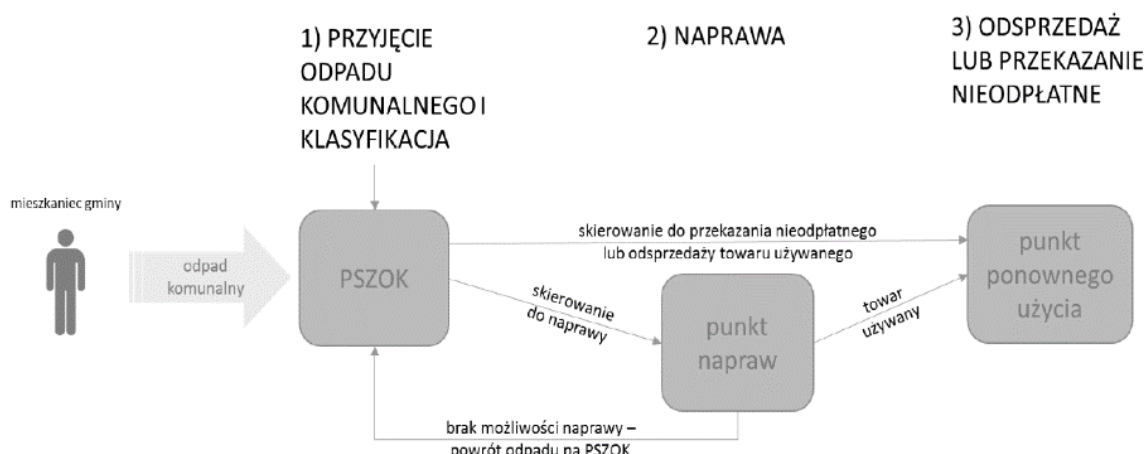 1) PRZYJĘCIE
ODPADU
KOMUNALNEGO I
KLASYFIKACJA
2) NAPRAWA
3) ODSPRZEDAŻ
LUB PRZEKAZANIE
NIEODPŁATNE
mieszkaniec gminy
odpad
komunalny
PSZOK
skierowanie do przekazania nieodpłatnego
lub odsprzedaży towaru używanego
skierowanie
do naprawy
punkt
napraw
towar
używany
punkt
ponownego
użycia
brak możliwości naprawy –
powrót odpadu na PSZOK